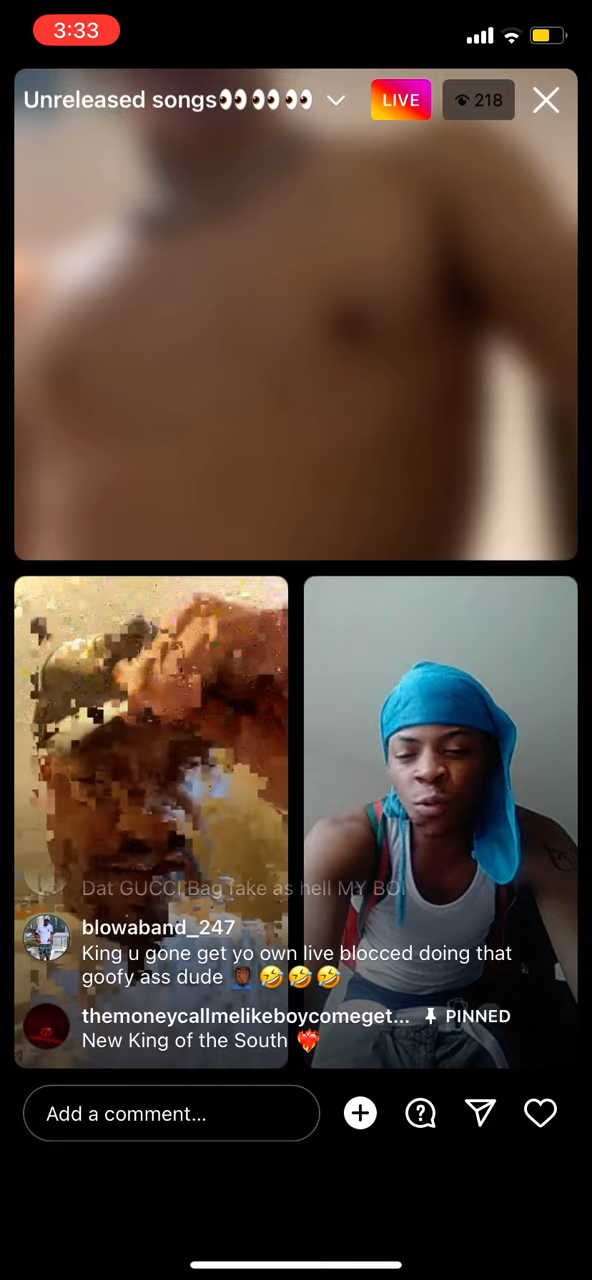 3:33
Unreleased songs👀👀👀👀
LIVE
218
Dat GUCCI Bag fake as hell MY BOI
blowaband_247
King u gone get yo own live blocced doing that
goofy ass dude 🤦🏾‍♂️🤣🤣🤣
themoneycallmelikeboycomeget... PINNED
New King of the South ❤️‍🔥
Add a comment...